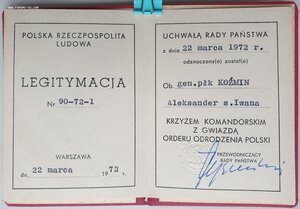 POLSKA RZECZPOSPOLITA
LUDOWA
LEGITYMACJA
Nr 90-72-1
WARSZAWA
dn. 22 marca 1972 r.
UCHWAŁĄ RADY PAŃSTWA
z dnia 22 marca 1972 r.
odznaczony(a) został(a)
Ob. gen.płk KOŹMIN
Aleksander s.Iwana
KRZYŻEM KOMANDORSKIM
Z GWIAZDĄ
ORDERU ODRODZENIA POLSKI
PRZEWODNICZĄCY
RADY PAŃSTWA